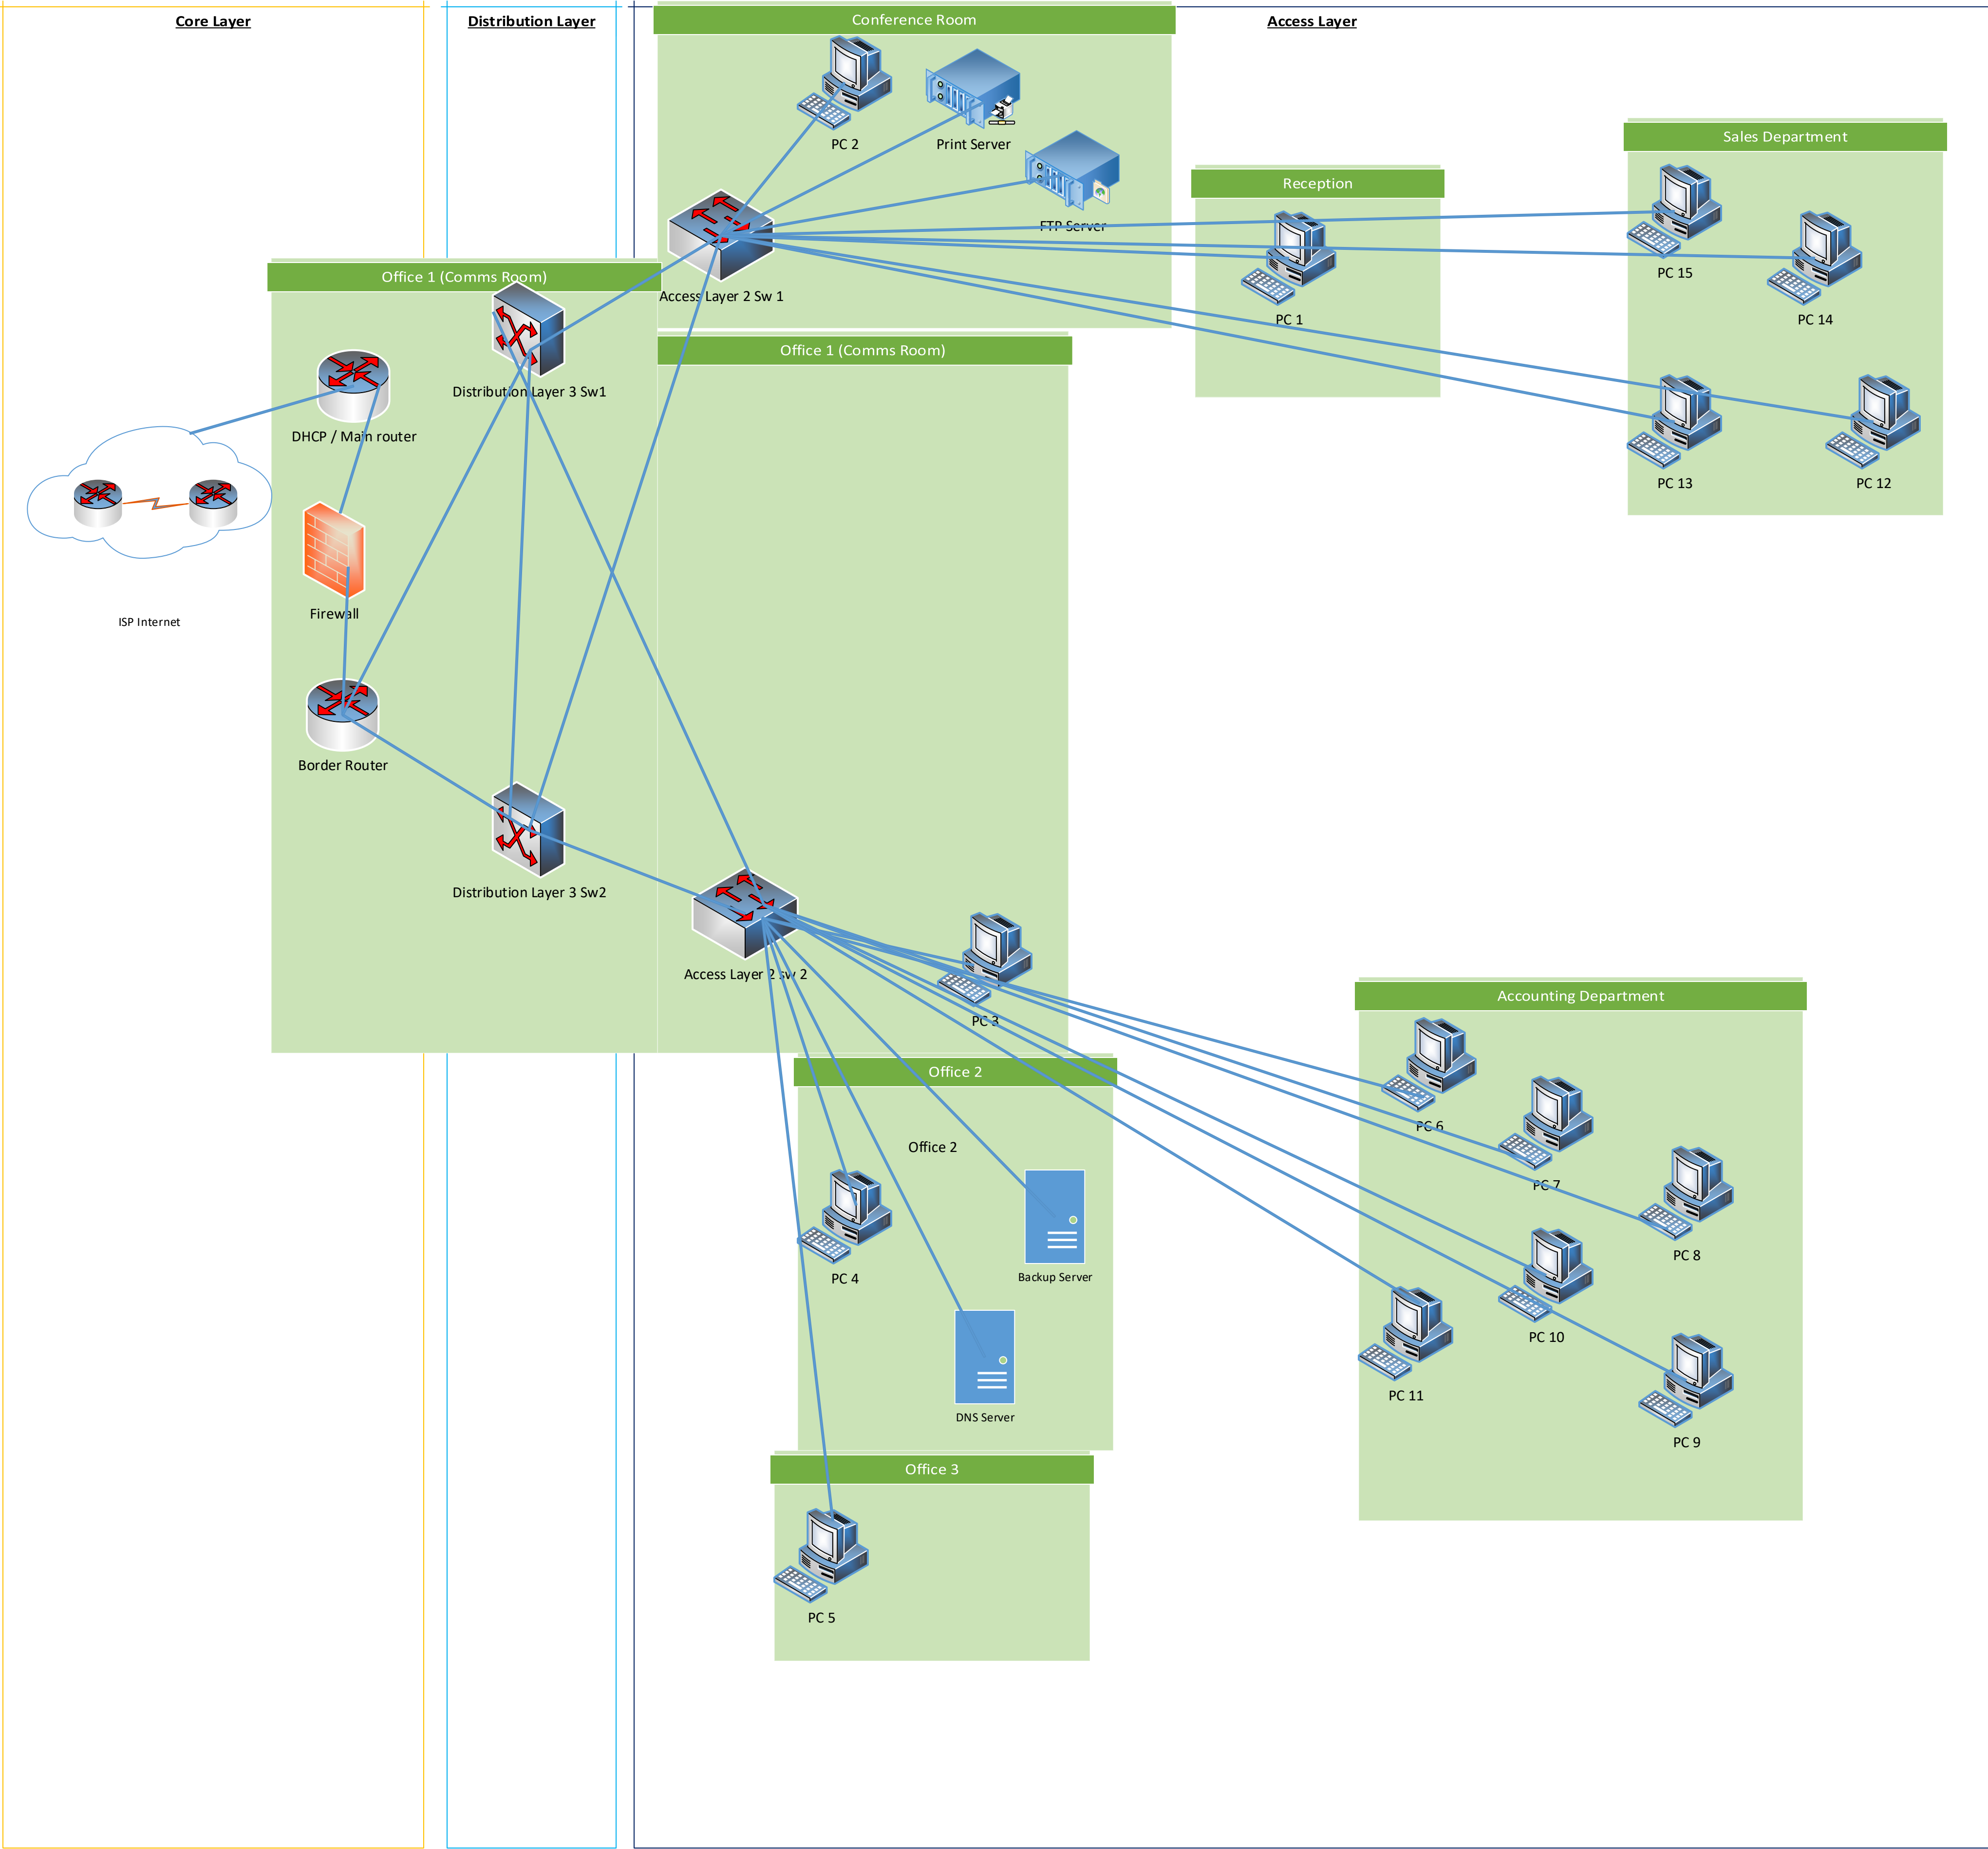 Core Layer
Distribution Layer
Access Layer
Conference Room
PC 2
Print Server
FTP Server
Access Layer 2 Sw 1
Reception
PC 1
Sales Department
PC 15
PC 14
PC 13
PC 12
Office 1 (Comms Room)
Distribution Layer 3 Sw1
DHCP / Main router
Firewall
ISP Internet
Border Router
Distribution Layer 3 Sw2
Office 1 (Comms Room)
Access Layer 2 sw 2
PC 3
Office 2
Office 2
PC 4
Backup Server
DNS Server
Office 3
PC 5
Accounting Department
PC 6
PC 7
PC 8
PC 10
PC 11
PC 9